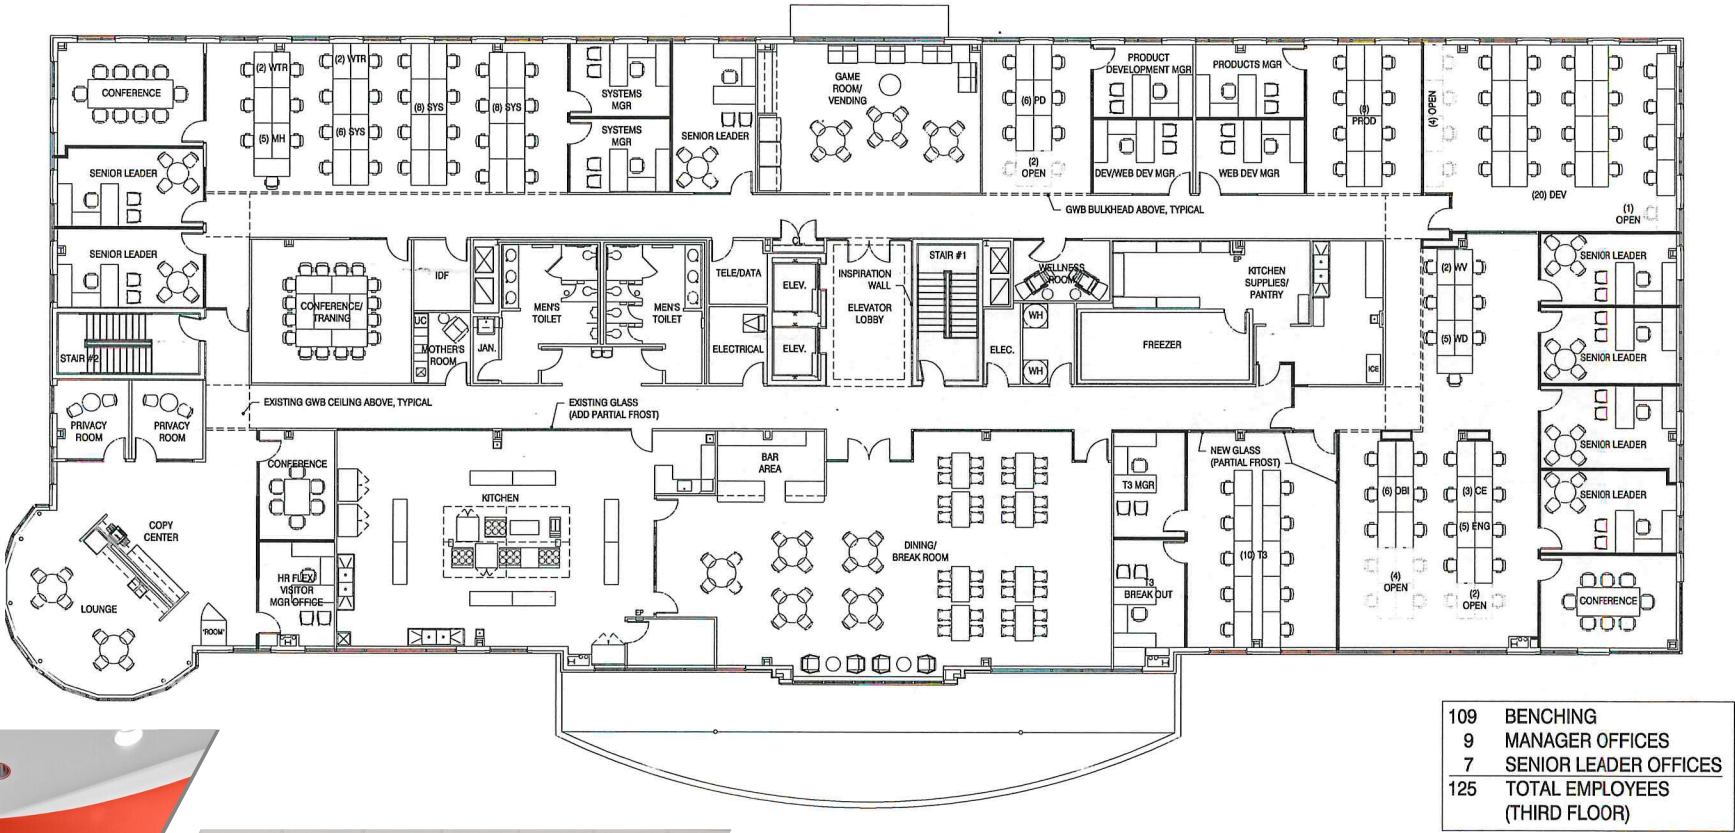 CONFERENCE
(2) WTR
(5) MH
(2) WTR
(6) SYS
(8) SYS
(8) SYS
SYSTEMS
MGR
SYSTEMS
MGR
SENIOR LEADER
GAME
ROOM/
VENDING
(6) PD
(2)
OPEN
PRODUCT
DEVELOPMENT MGR
PRODUCTS MGR
DEV/WEB DEV MGR
WEB DEV MGR
(8)
PROD
(4) OPEN
(20) DEV
(1)
OPEN
SENIOR LEADER
SENIOR LEADER
GWB BULKHEAD ABOVE, TYPICAL
STAIR #2
CONFERENCE/
TRANING
IDF
UC
MOTHER'S
ROOM
JAN.
MEN'S
TOILET
MEN'S
TOILET
TELE/DATA
ELECTRICAL
CL
ELEV.
ELEV.
INSPIRATION
WALL
ELEVATOR
LOBBY
STAIR #1
ELEC.
WELLNESS
ROOM
WH
WH
EP
KITCHEN
SUPPLIES/
PANTRY
FREEZER
ICE
(2) WV
(5) WD
SENIOR LEADER
SENIOR LEADER
SENIOR LEADER
SENIOR LEADER
PRIVACY
ROOM
PRIVACY
ROOM
EXISTING GWB CEILING ABOVE, TYPICAL
EXISTING GLASS
(ADD PARTIAL FROST)
CONFERENCE
KITCHEN
BAR
AREA
DINING/
BREAK ROOM
T3 MGR
T3
BREAK OUT
NEW GLASS
(PARTIAL FROST)
(10) T3
(6) OBI
(4)
OPEN
(3) CE
(5) ENG
(2)
OPEN
CONFERENCE
COPY
CENTER
LOUNGE
HR FLEX/
VISITOR
MGR OFFICE
"ROOM"
EP
109 BENCHING
9 MANAGER OFFICES
7 SENIOR LEADER OFFICES
125 TOTAL EMPLOYEES
(THIRD FLOOR)